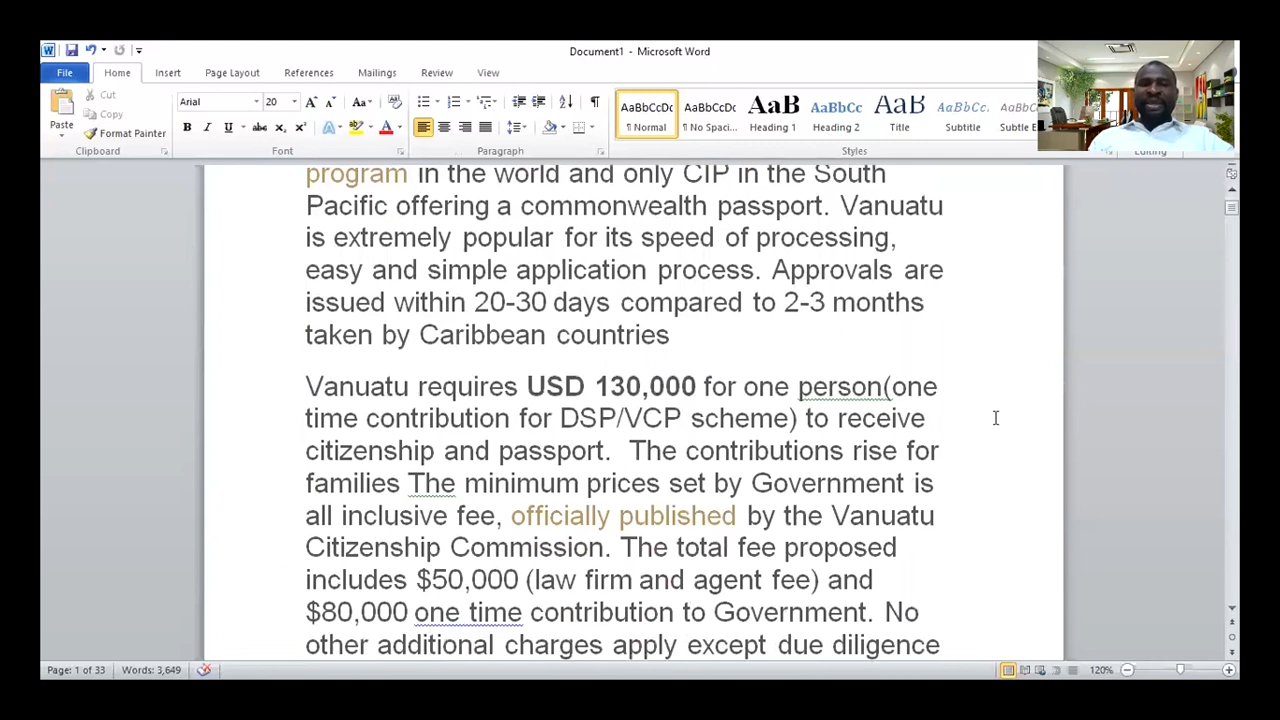 Document1 - Microsoft Word
File Home Insert Page Layout References Mailings Review View
Paste
Cut
Copy
Format Painter
Clipboard
Arial 20
Font
Paragraph
AaBbCcDc AaBbCcDc AaB AaBbCc AaB AaBbCc. AaBbCc
¶ Normal ¶ No Spaci... Heading 1 Heading 2 Title Subtitle Subtle E
Styles
Editing
program in the world and only CIP in the South
Pacific offering a commonwealth passport. Vanuatu
is extremely popular for its speed of processing,
easy and simple application process. Approvals are
issued within 20-30 days compared to 2-3 months
taken by Caribbean countries
Vanuatu requires USD 130,000 for one person(one
time contribution for DSP/VCP scheme) to receive
citizenship and passport. The contributions rise for
families The minimum prices set by Government is
all inclusive fee, officially published by the Vanuatu
Citizenship Commission. The total fee proposed
includes $50,000 (law firm and agent fee) and
$80,000 one time contribution to Government. No
other additional charges apply except due diligence
Page: 1 of 33 Words: 3,649 120%